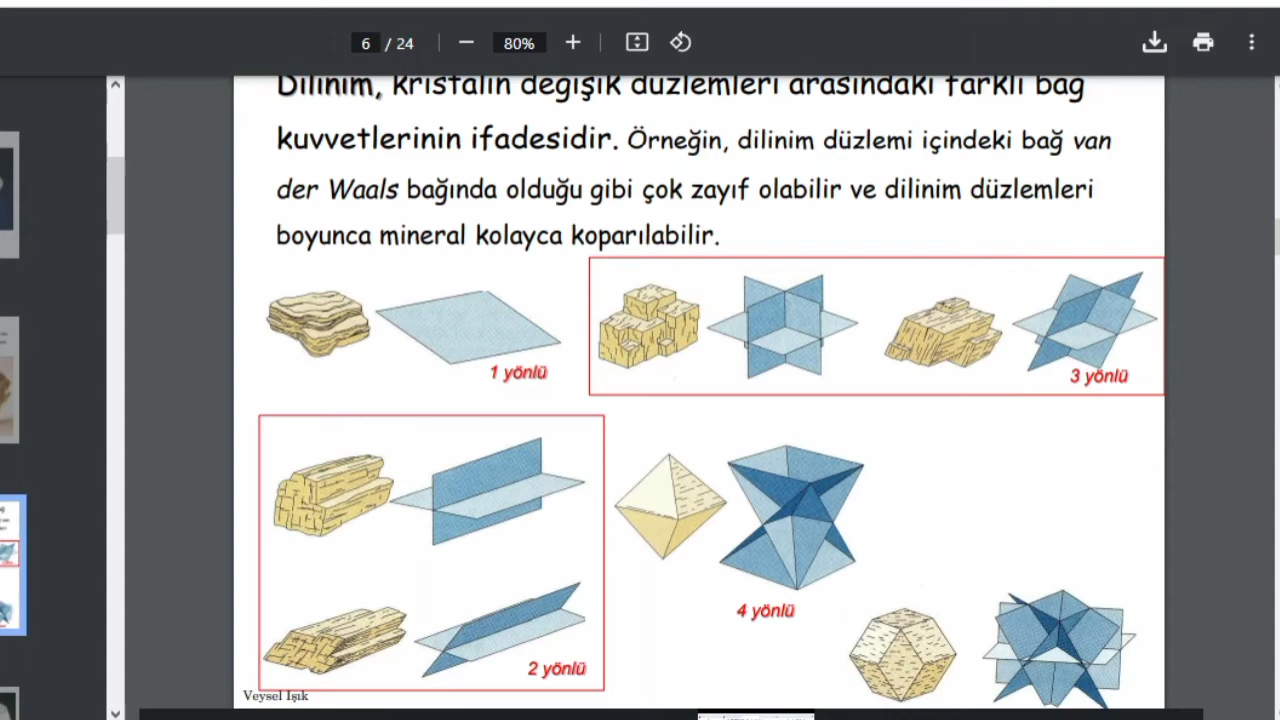 6 / 24
80%
Dilinim, kristalin değişik düzlemleri arasındaki farklı bağ
kuvvetlerinin ifadesidir. Örneğin, dilinim düzlemi içindeki bağ van
der Waals bağında olduğu gibi çok zayıf olabilir ve dilinim düzlemleri
boyunca mineral kolayca koparılabilir.
1 yönlü
3 yönlü
4 yönlü
2 yönlü
Veysel Işık